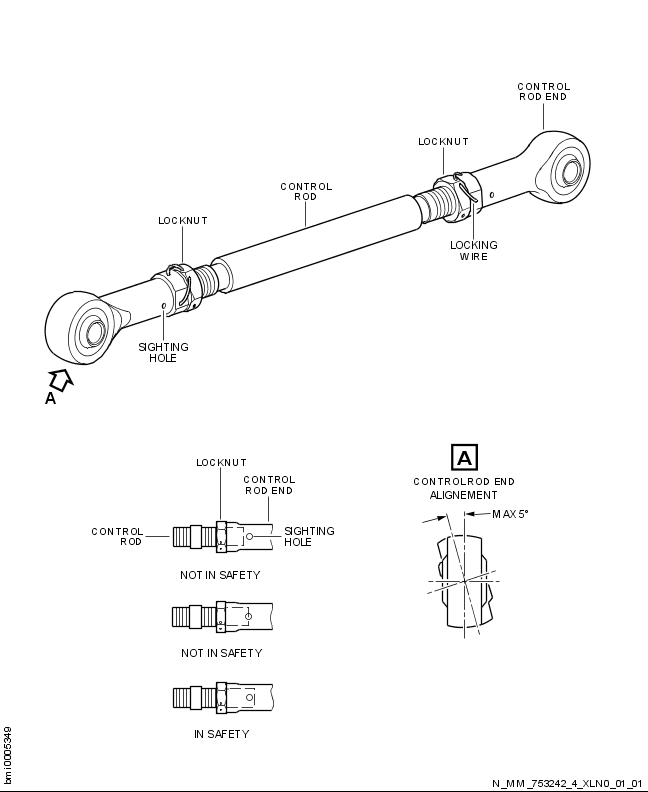 CONTROL
ROD END
LOCKNUT
CONTROL
ROD
LOCKNUT
LOCKING
WIRE
SIGHTING
HOLE
A
LOCKNUT
CONTROL
ROD END
CONTROL
ROD
SIGHTING
HOLE
NOT IN SAFETY
NOT IN SAFETY
IN SAFETY
A
CONTROLROD END
ALIGNEMENT
MAX 5°
bmi0005349
N_MM_753242_4_XLN0_01_01